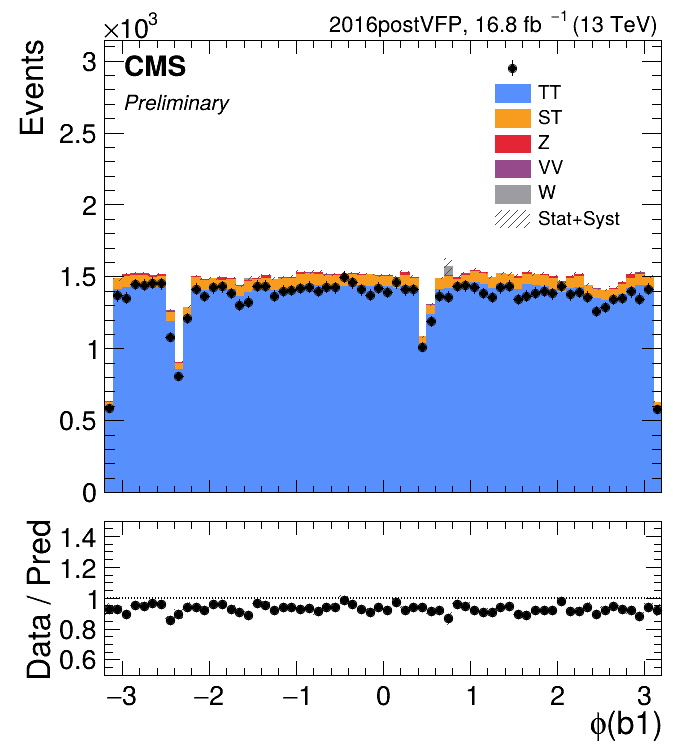 ×10³ 2016postVFP, 16.8 fb ⁻¹ (13 TeV)
Events
CMS
Preliminary
TT
ST
Z
VV
W
Stat+Syst
3
2.5
2
1.5
1
0.5
0
Data / Pred
1.4
1.2
1
0.8
0.6
−3 −2 −1 0 1 2 3
ϕ(b1)